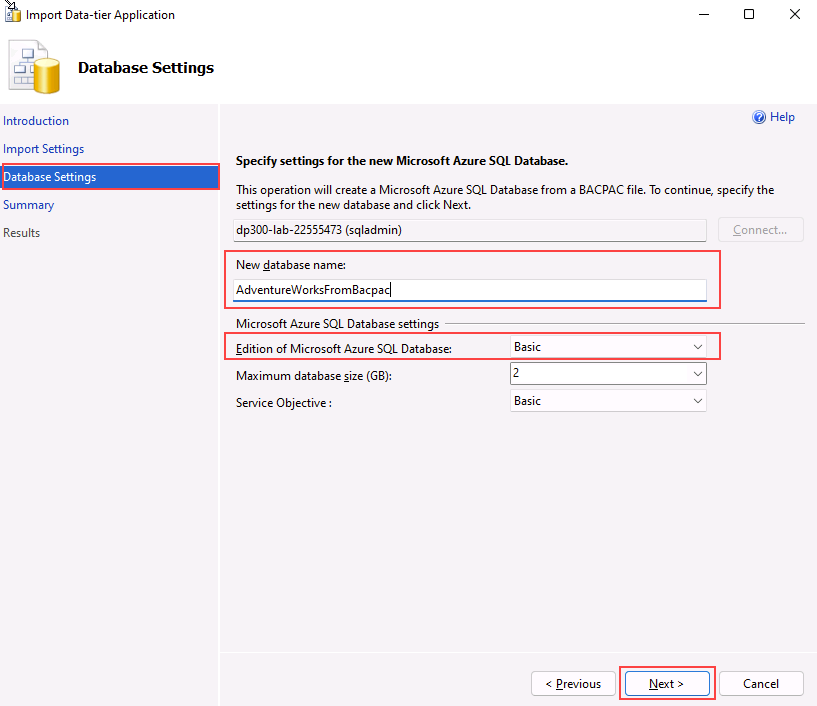 Import Data-tier Application
Database Settings
Introduction
Import Settings
Database Settings
Summary
Results
Help
Specify settings for the new Microsoft Azure SQL Database.
This operation will create a Microsoft Azure SQL Database from a BACPAC file. To continue, specify the
settings for the new database and click Next.
dp300-lab-22555473 (sqladmin)
Connect...
New database name:
AdventureWorksFromBacpac
Microsoft Azure SQL Database settings
Edition of Microsoft Azure SQL Database:
Basic
Maximum database size (GB):
2
Service Objective :
Basic
< Previous
Next >
Cancel